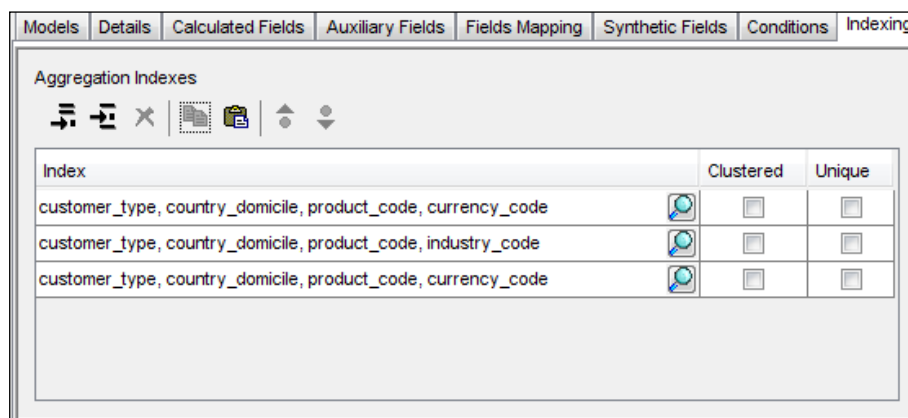 Models Details Calculated Fields Auxiliary Fields Fields Mapping Synthetic Fields Conditions Indexing
Aggregation Indexes
Index Clustered Unique
customer_type, country_domicile, product_code, currency_code
customer_type, country_domicile, product_code, industry_code
customer_type, country_domicile, product_code, currency_code